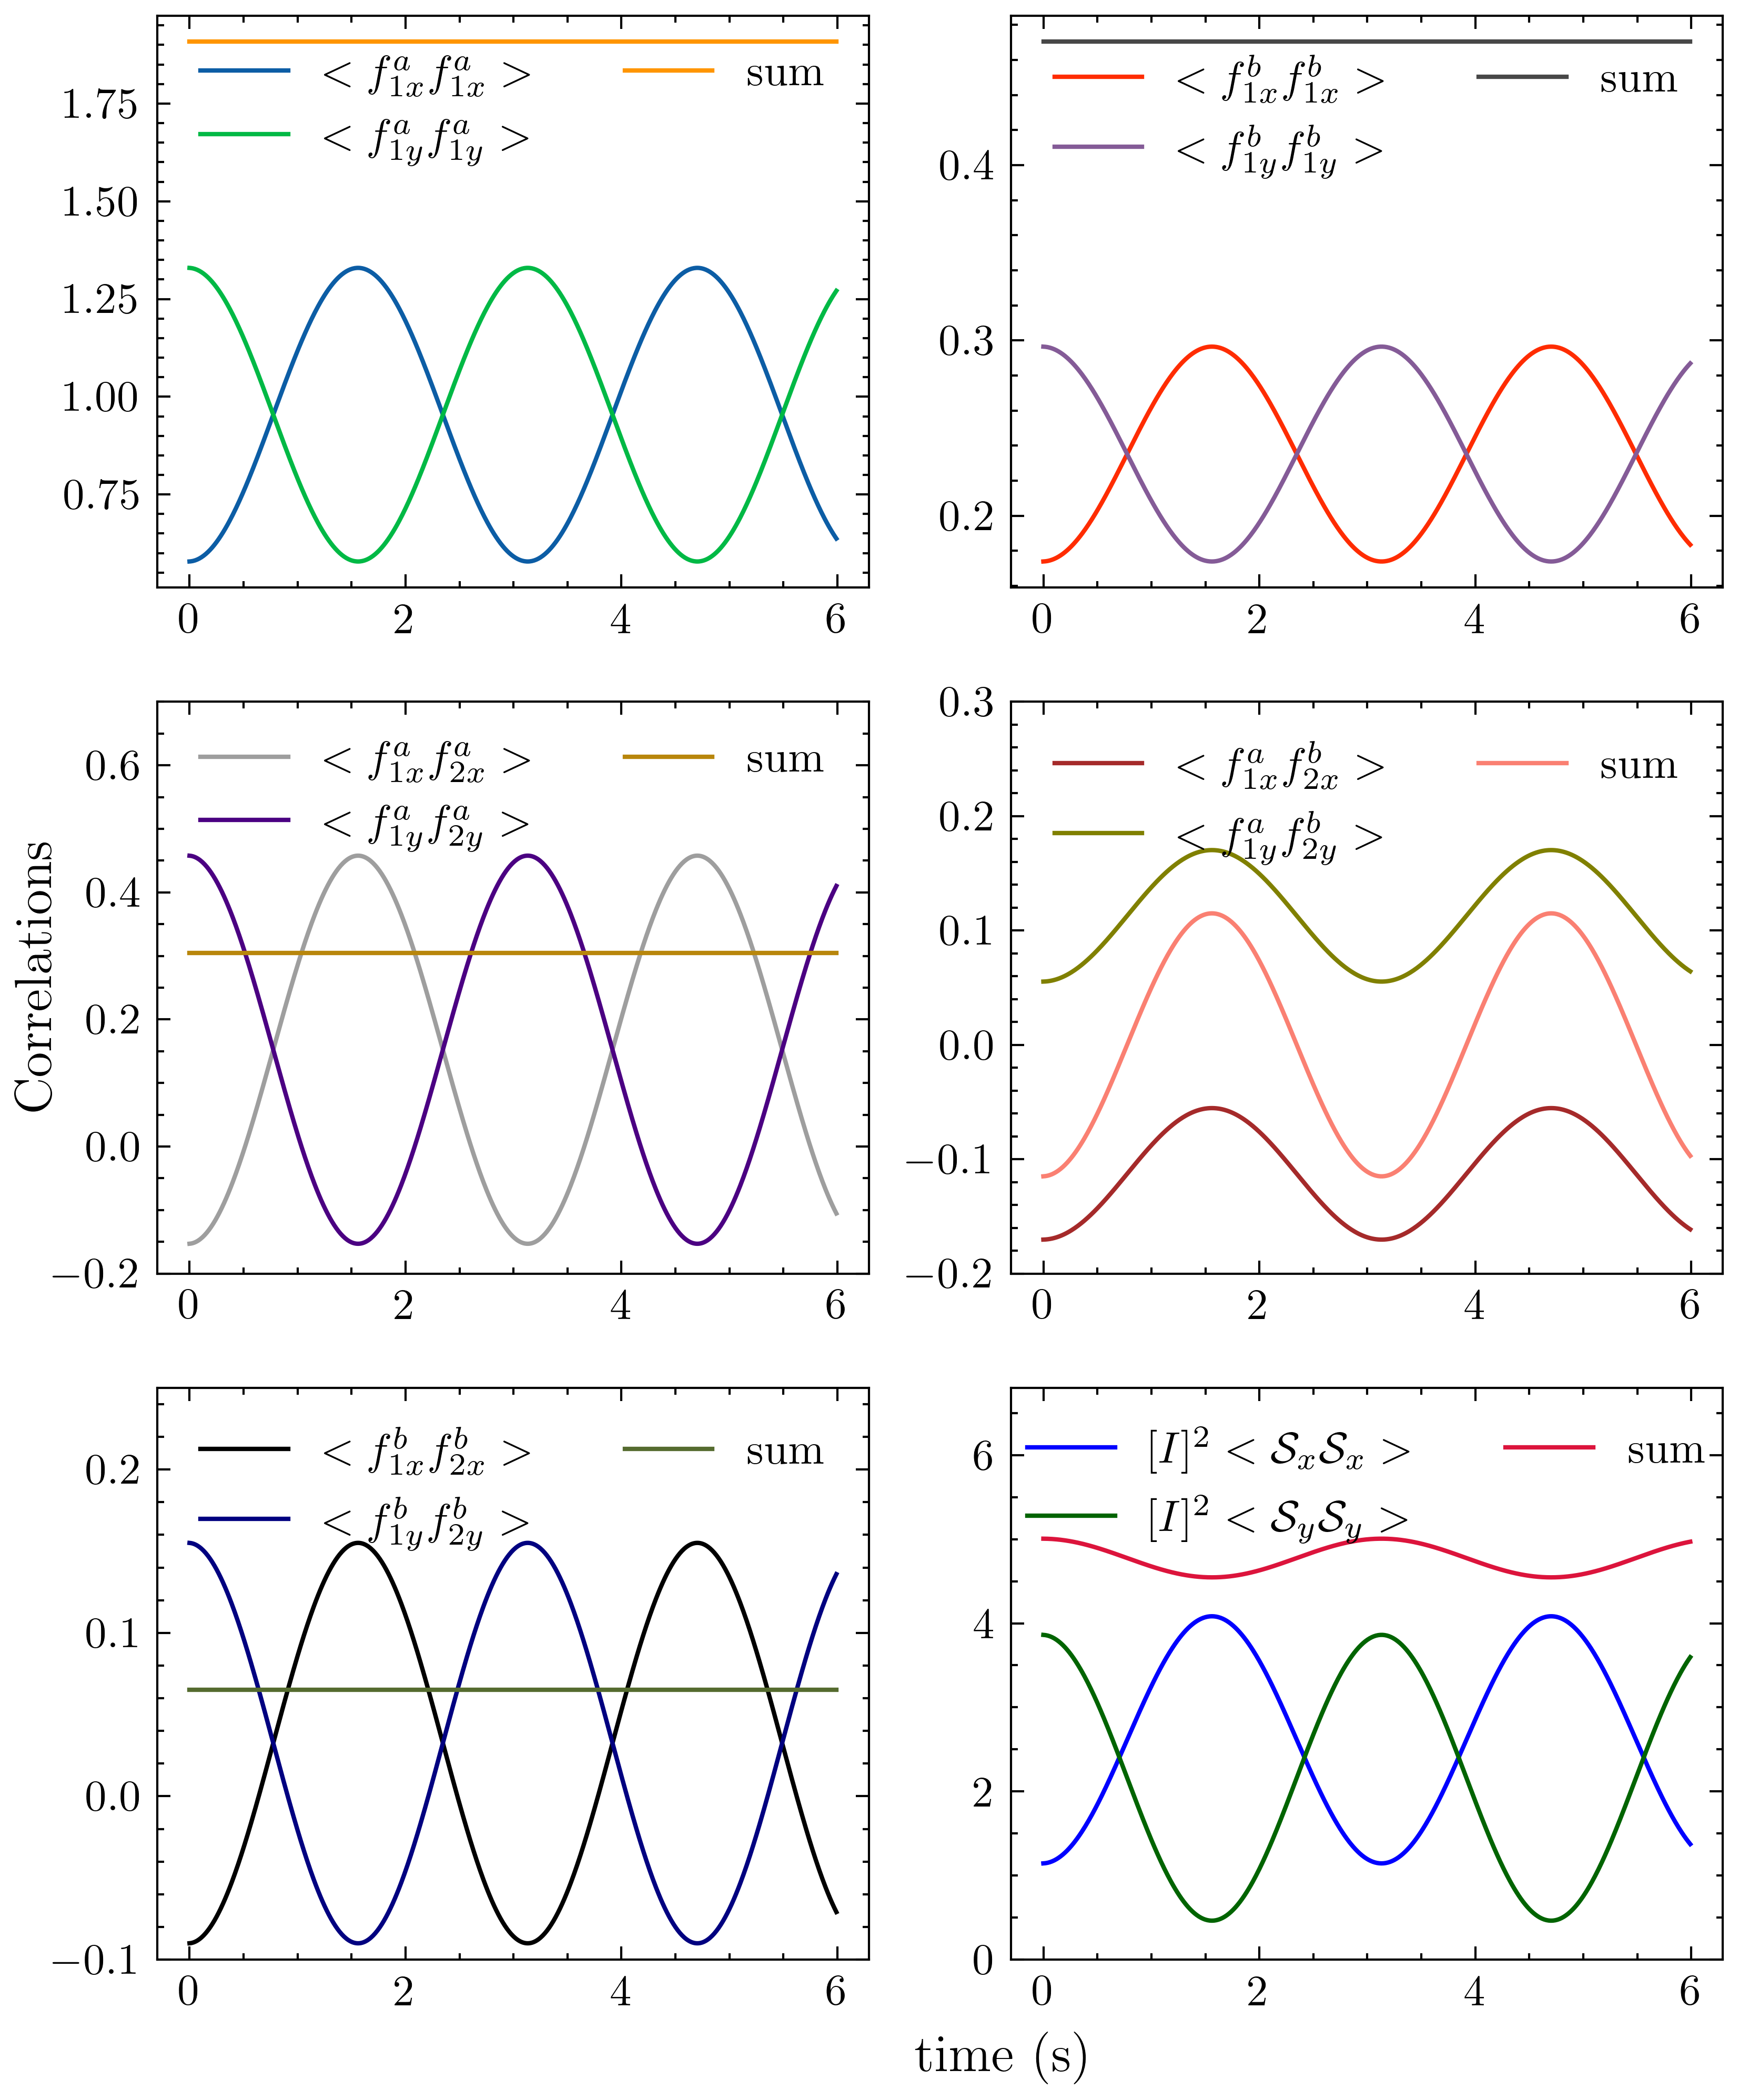 < f^a_{1x} f^a_{1x} > sum
< f^a_{1y} f^a_{1y} >
1.75
1.50
1.25
1.00
0.75
0 2 4 6
< f^b_{1x} f^b_{1x} > sum
< f^b_{1y} f^b_{1y} >
0.4
0.3
0.2
0 2 4 6
Correlations
< f^a_{1x} f^a_{2x} > sum
< f^a_{1y} f^a_{2y} >
0.6
0.4
0.2
0.0
−0.2
0 2 4 6
< f^a_{1x} f^b_{2x} > sum
< f^a_{1y} f^b_{2y} >
0.3
0.2
0.1
0.0
−0.1
−0.2
0 2 4 6
< f^b_{1x} f^b_{2x} > sum
< f^b_{1y} f^b_{2y} >
0.2
0.1
0.0
−0.1
0 2 4 6
[I]^2 < 𝒮_x 𝒮_x > sum
[I]^2 < 𝒮_y 𝒮_y >
6
4
2
0
0 2 4 6
time (s)